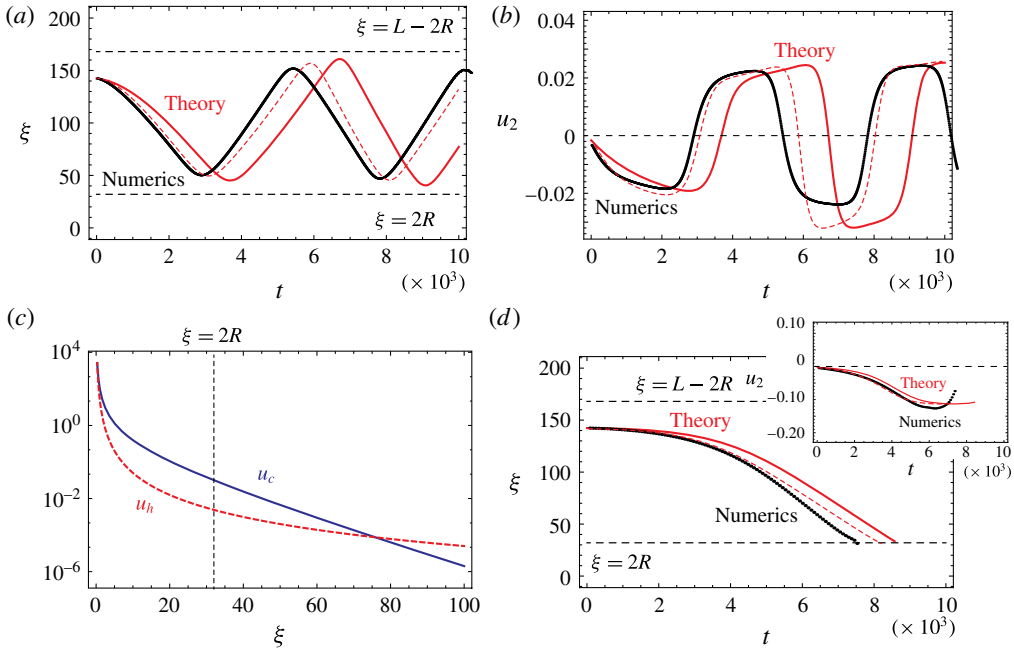 (a)
200
150
100
50
0
ξ
ξ = L − 2R
Theory
Numerics
ξ = 2R
0 2 4 6 8 10
(× 10³)
t
(b)
0.04
0.02
u₂ 0
−0.02
Theory
Numerics
0 2 4 6 8 10
(× 10³)
t
(c)
ξ = 2R
10⁴
10⁰
10⁻²
10⁻⁶
u_c
u_h
0 20 40 60 80 100
ξ
(d)
200
150
100
50
0
ξ
ξ = L − 2R
Theory
Numerics
ξ = 2R
0 2 4 6 8 10
(× 10³)
t
0.10
0
−0.10
−0.20
u₂
Theory
Numerics
0 2 4 6 8 10
(× 10³)
t